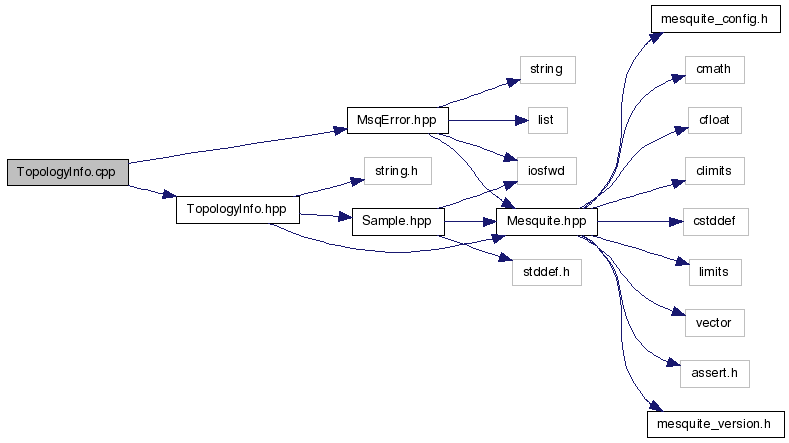 mesquite_config.h
string
cmath
MsqError.hpp
list
cfloat
TopologyInfo.cpp
string.h
iosfwd
climits
TopologyInfo.hpp
Sample.hpp
Mesquite.hpp
cstddef
stddef.h
limits
vector
assert.h
mesquite_version.h